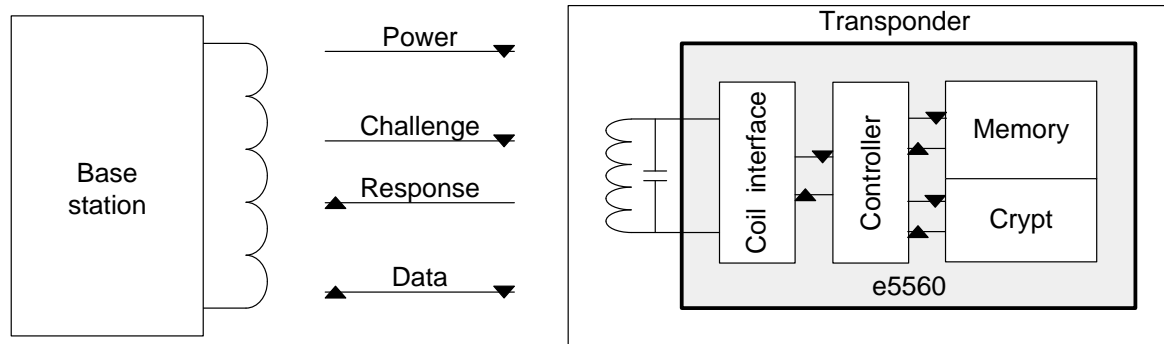 Base
station
Power
Challenge
Response
Data
Transponder
Coil interface
Controller
Memory
Crypt
e5560